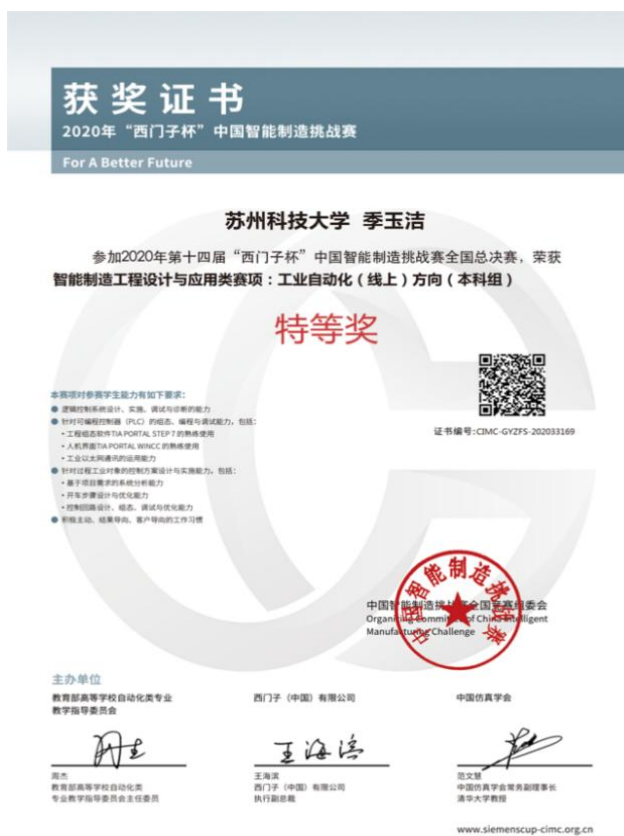 获奖证书
2020年“西门子杯”中国智能制造挑战赛
For A Better Future
苏州科技大学 季玉洁
参加2020年第十四届“西门子杯”中国智能制造挑战赛全国总决赛，荣获
智能制造工程设计与应用类赛项：工业自动化（线上）方向（本科组）
特等奖
本赛项对参赛学生能力有如下要求：
逻辑控制系统设计、实施、调试与诊断的能力
针对可编程控制器（PLC）的组态、编程与调试能力，包括：
• 工程组态软件TIA PORTAL STEP 7 的熟练使用
• 人机界面TIA PORTAL WINCC 的熟练使用
• 工业以太网通讯的运用能力
针对过程工业对象的控制方案设计与实施能力，包括：
• 基于项目需求的系统分析能力
• 开车步骤设计与优化能力
• 控制回路设计、组态、调试与优化能力
积极主动、结果导向、客户导向的工作习惯
证书编号：CIMC-GYZFS-202033169
中国智能制造挑战赛全国竞赛组委会
Organizing Committee of China Intelligent
Manufacturing Challenge
中国智能制造挑战赛
主办单位
教育部高等学校自动化类专业
教学指导委员会
西门子（中国）有限公司
中国仿真学会
王海滨
周杰
教育部高等学校自动化类
专业教学指导委员会主任委员
王海滨
西门子（中国）有限公司
执行副总裁
范文慧
中国仿真学会常务副理事长
清华大学教授
www.siemenscup-cimc.org.cn